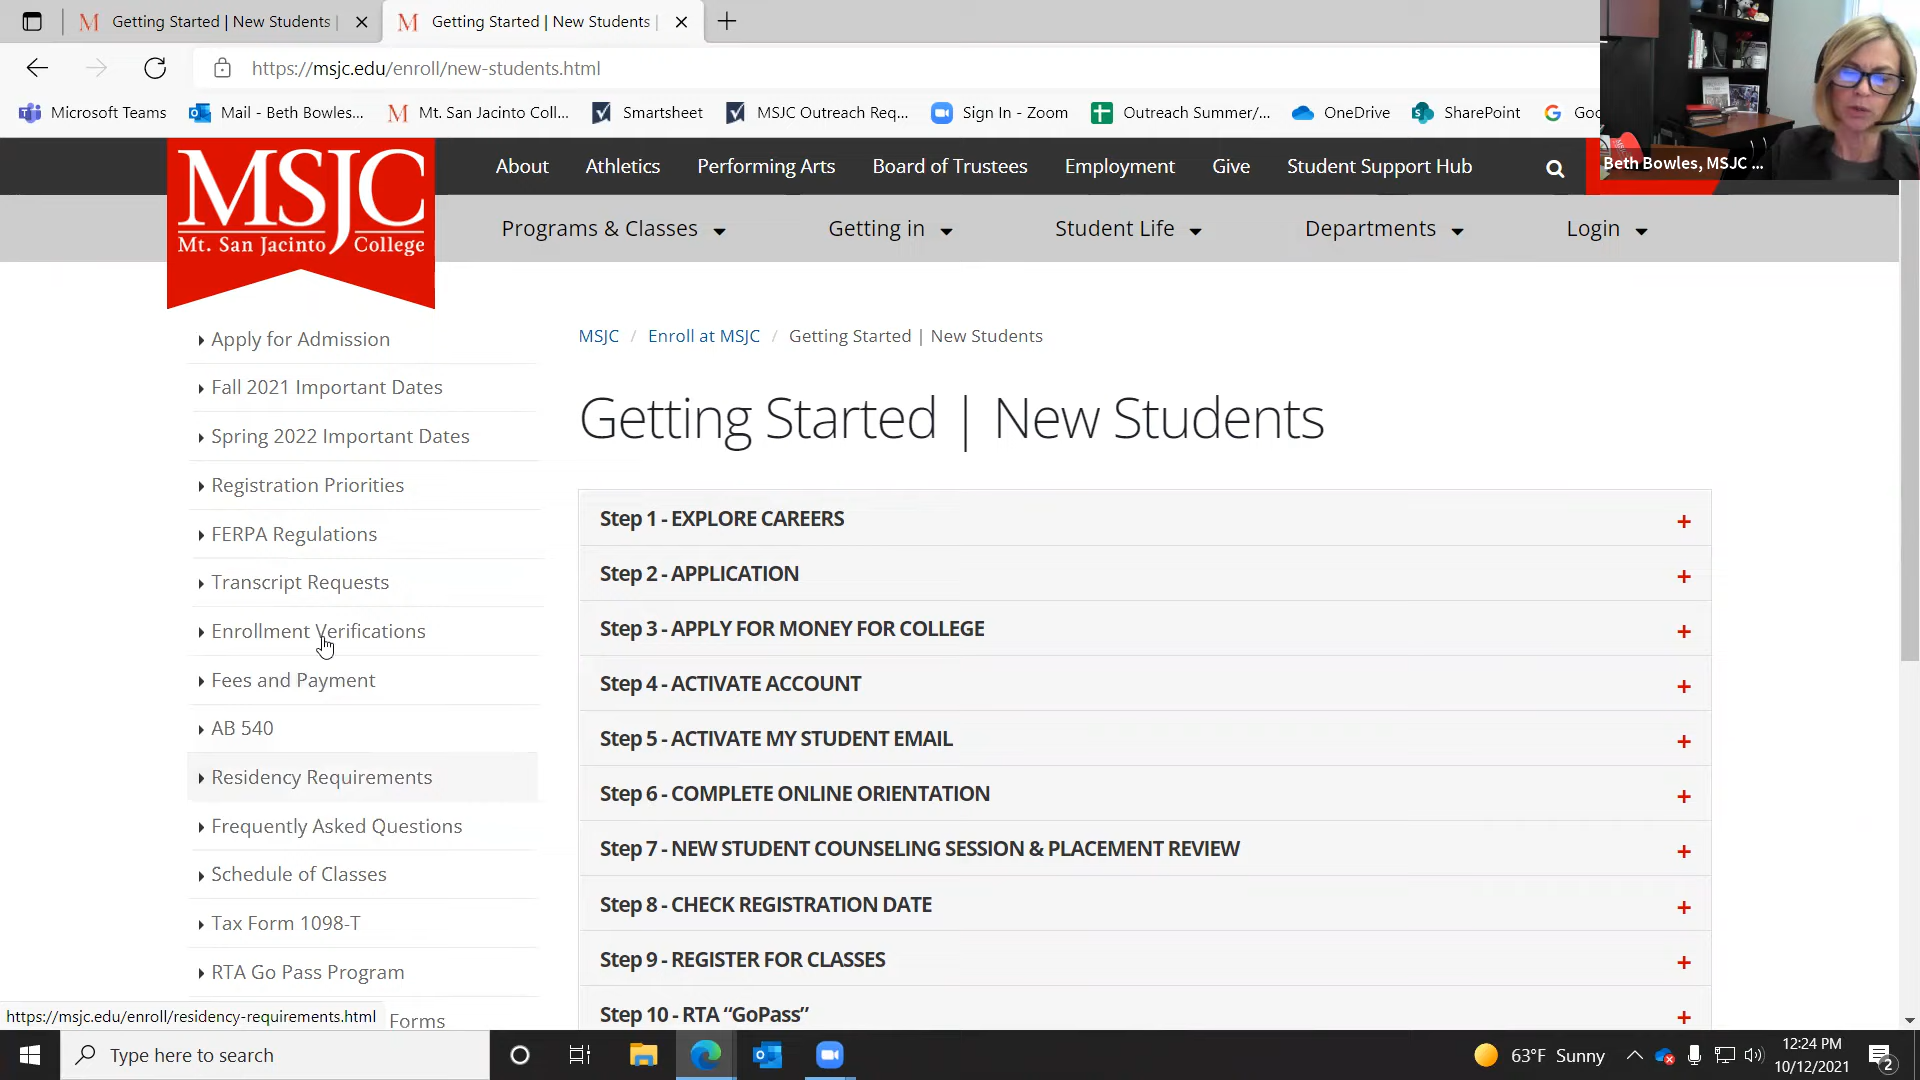 Getting Started | New Students |
Getting Started | New Students |
https://msjc.edu/enroll/new-students.html
Microsoft Teams
Mail - Beth Bowles...
Mt. San Jacinto Coll...
Smartsheet
MSJC Outreach Req...
Sign In - Zoom
Outreach Summer/...
OneDrive
SharePoint
Goo
Beth Bowles, MSJC ...
MSJC
Mt. San Jacinto College
About
Athletics
Performing Arts
Board of Trustees
Employment
Give
Student Support Hub
Programs & Classes
Getting in
Student Life
Departments
Login
Apply for Admission
Fall 2021 Important Dates
Spring 2022 Important Dates
Registration Priorities
FERPA Regulations
Transcript Requests
Enrollment Verifications
Fees and Payment
AB 540
Residency Requirements
Frequently Asked Questions
Schedule of Classes
Tax Form 1098-T
RTA Go Pass Program
Forms
MSJC / Enroll at MSJC / Getting Started | New Students
Getting Started | New Students
Step 1 - EXPLORE CAREERS +
Step 2 - APPLICATION +
Step 3 - APPLY FOR MONEY FOR COLLEGE +
Step 4 - ACTIVATE ACCOUNT +
Step 5 - ACTIVATE MY STUDENT EMAIL +
Step 6 - COMPLETE ONLINE ORIENTATION +
Step 7 - NEW STUDENT COUNSELING SESSION & PLACEMENT REVIEW +
Step 8 - CHECK REGISTRATION DATE +
Step 9 - REGISTER FOR CLASSES +
Step 10 - RTA “GoPass” +
https://msjc.edu/enroll/residency-requirements.html
Type here to search
63°F Sunny
12:24 PM
10/12/2021
2